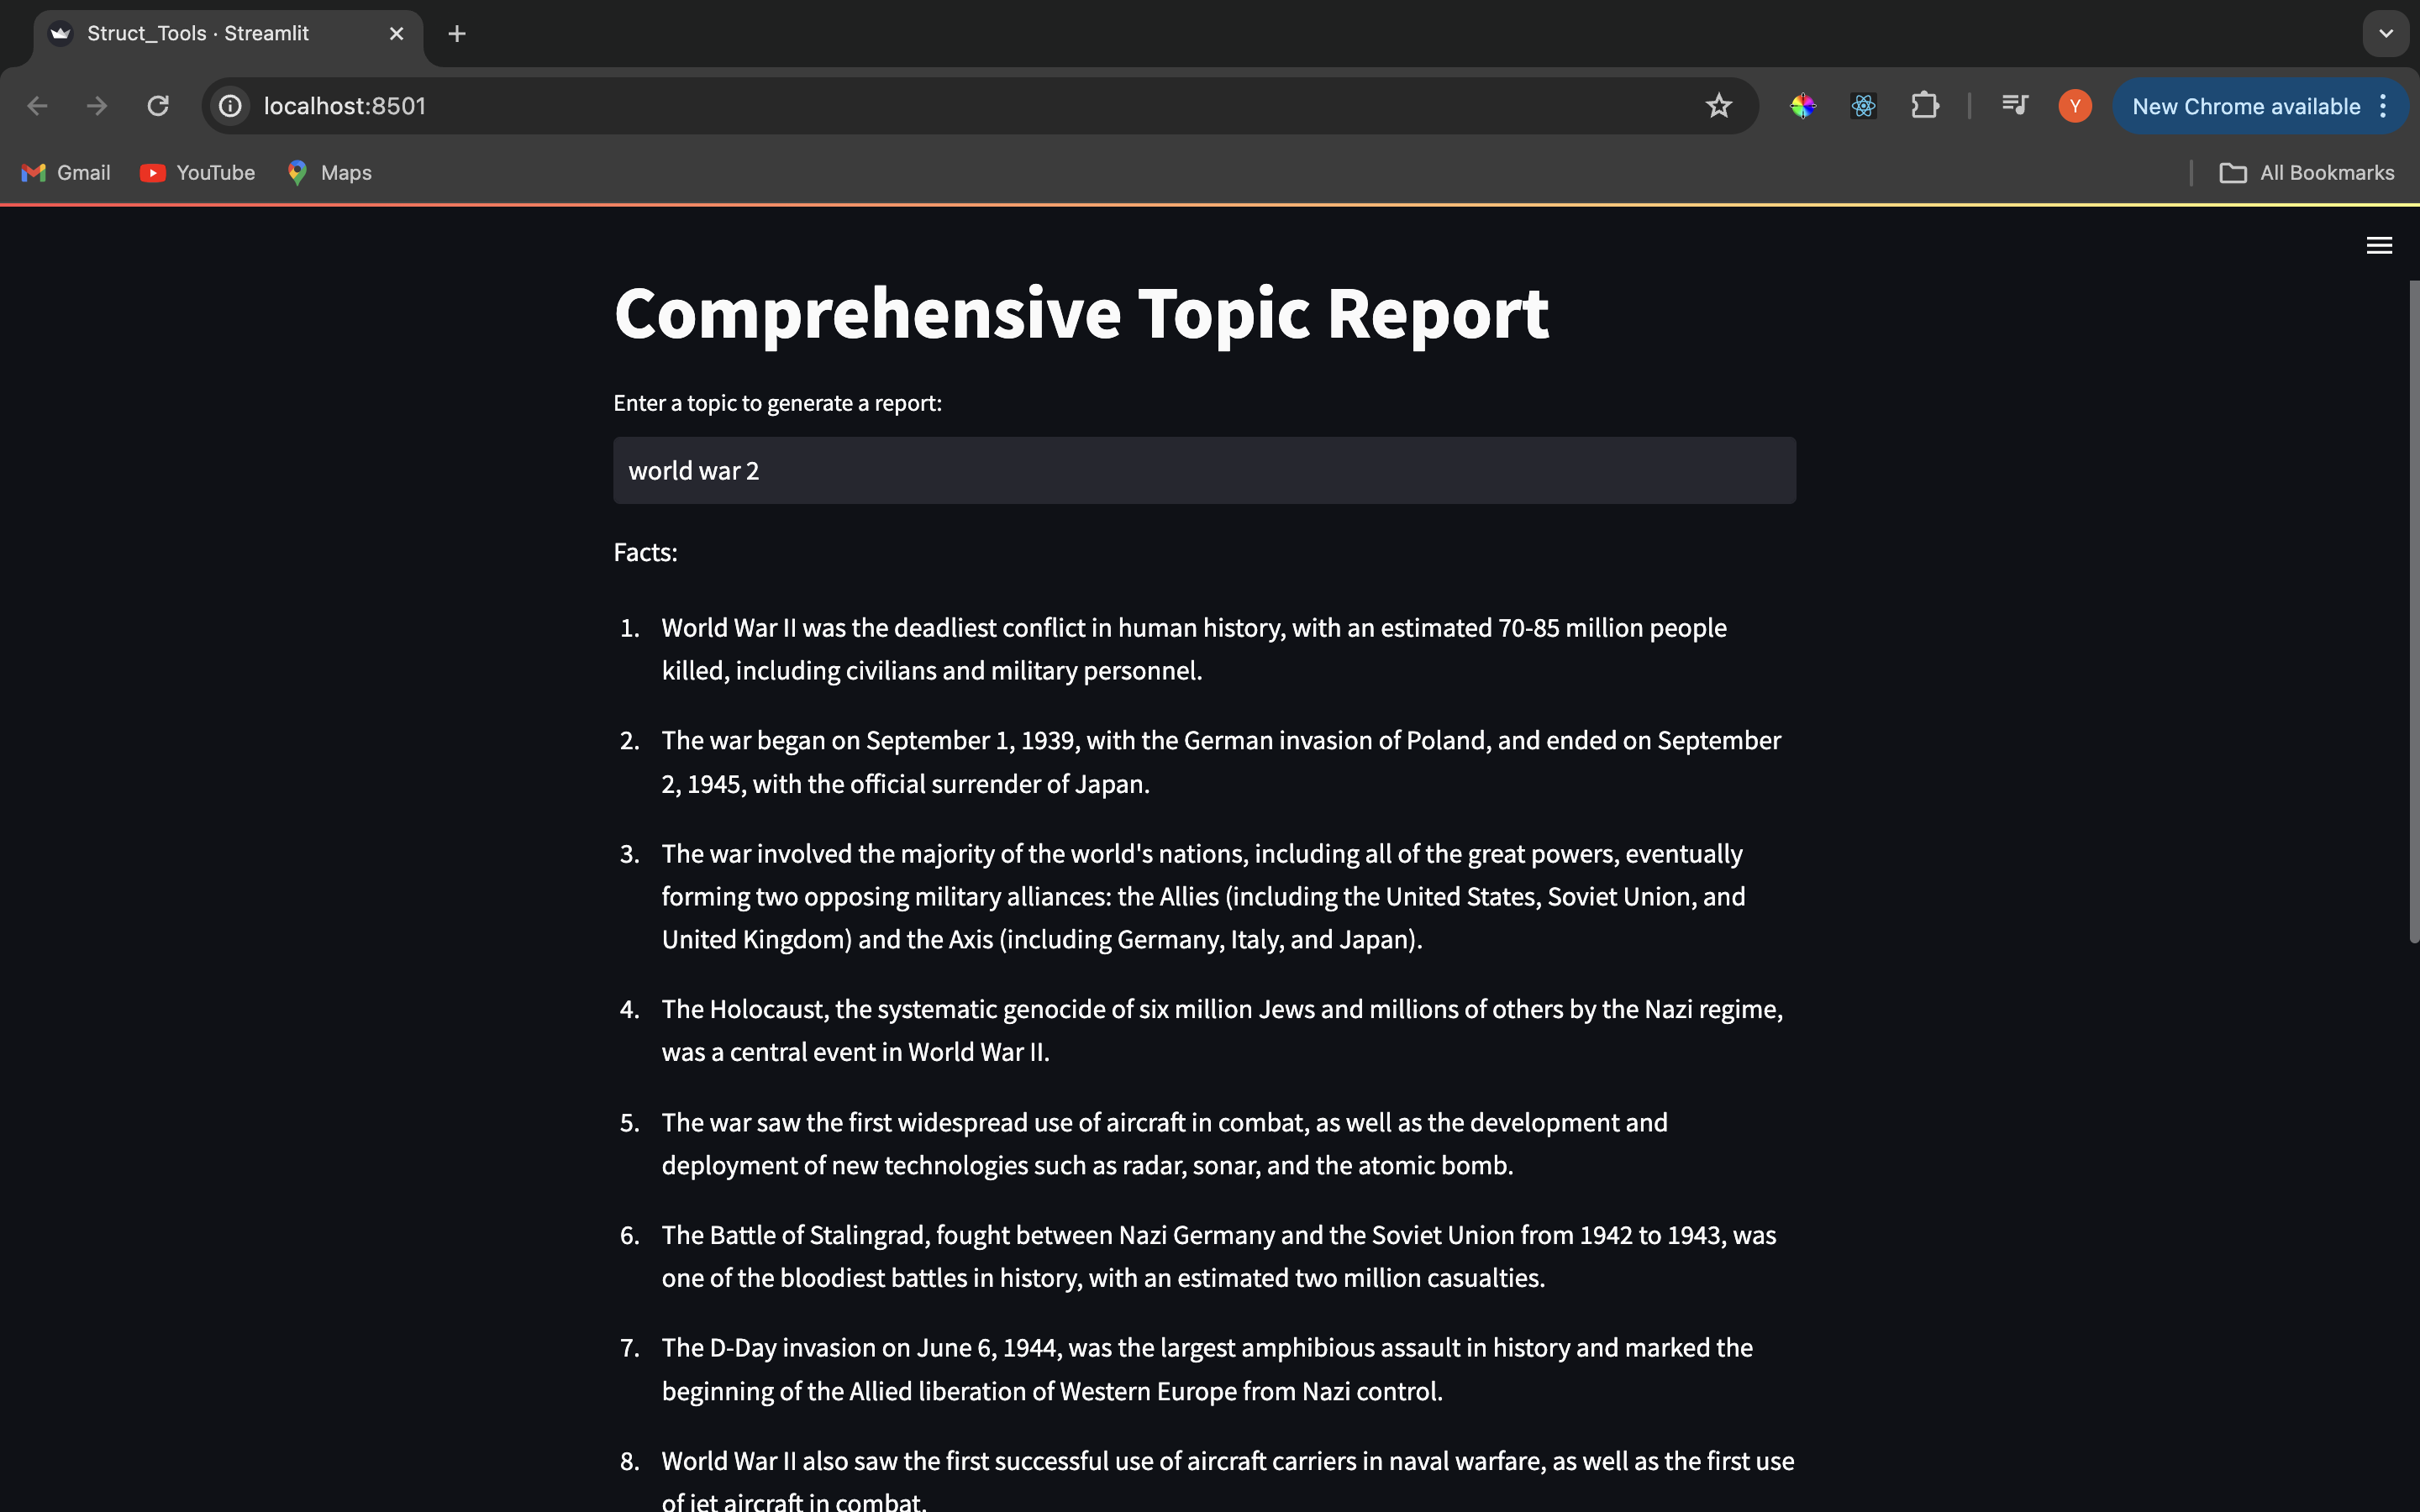 Struct_Tools · Streamlit
localhost:8501
Y
New Chrome available
Gmail
YouTube
Maps
All Bookmarks
Comprehensive Topic Report
Enter a topic to generate a report:
world war 2
Facts:
1. World War II was the deadliest conflict in human history, with an estimated 70-85 million people
killed, including civilians and military personnel.
2. The war began on September 1, 1939, with the German invasion of Poland, and ended on September
2, 1945, with the official surrender of Japan.
3. The war involved the majority of the world's nations, including all of the great powers, eventually
forming two opposing military alliances: the Allies (including the United States, Soviet Union, and
United Kingdom) and the Axis (including Germany, Italy, and Japan).
4. The Holocaust, the systematic genocide of six million Jews and millions of others by the Nazi regime,
was a central event in World War II.
5. The war saw the first widespread use of aircraft in combat, as well as the development and
deployment of new technologies such as radar, sonar, and the atomic bomb.
6. The Battle of Stalingrad, fought between Nazi Germany and the Soviet Union from 1942 to 1943, was
one of the bloodiest battles in history, with an estimated two million casualties.
7. The D-Day invasion on June 6, 1944, was the largest amphibious assault in history and marked the
beginning of the Allied liberation of Western Europe from Nazi control.
8. World War II also saw the first successful use of aircraft carriers in naval warfare, as well as the first use
of jet aircraft in combat.